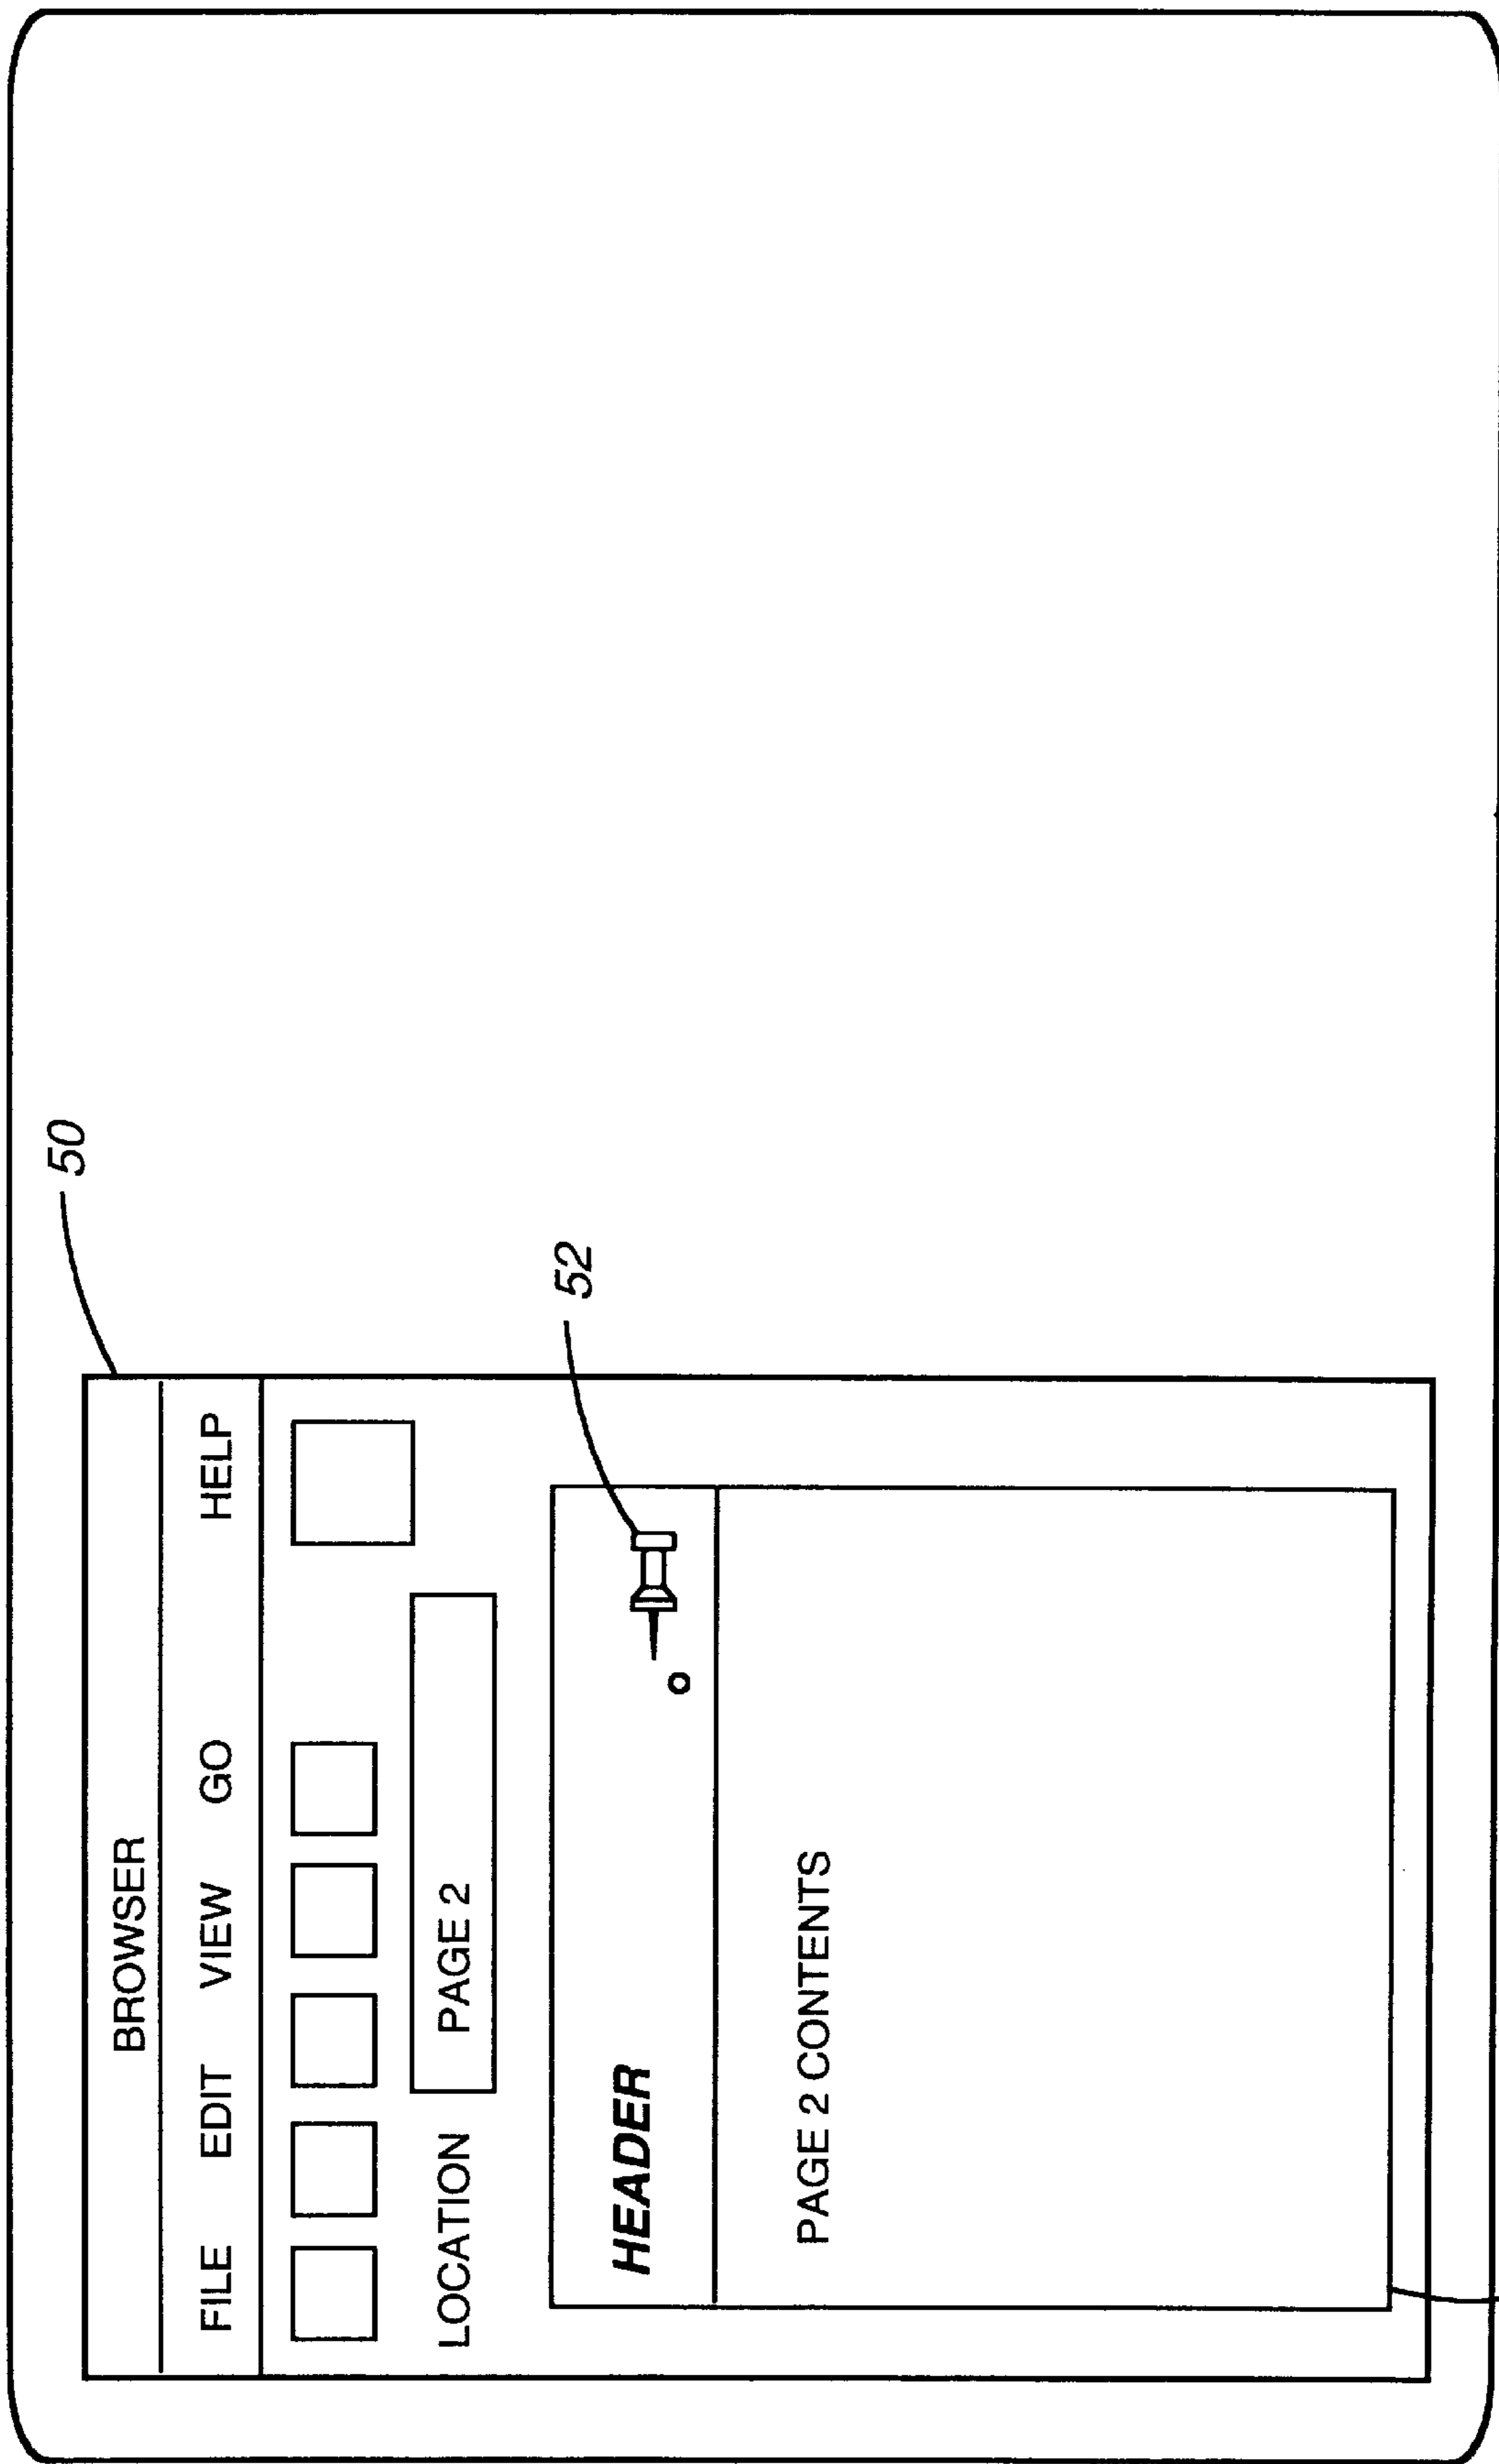 50
BROWSER
FILE EDIT VIEW GO HELP
LOCATION PAGE 2
52
HEADER
PAGE 2 CONTENTS